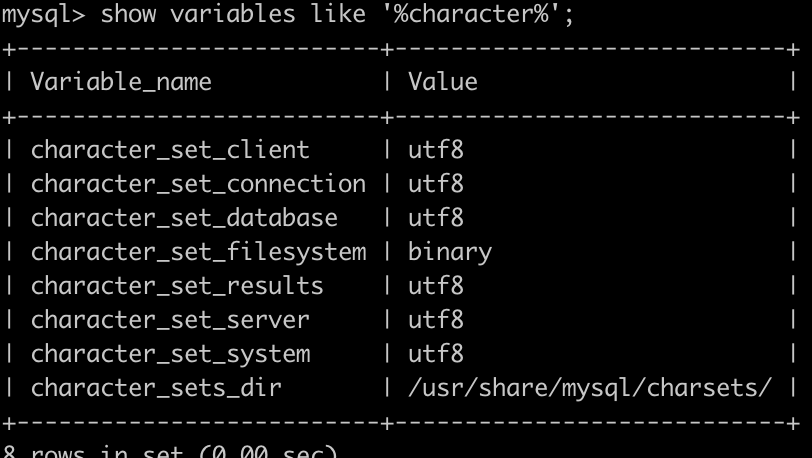 mysql> show variables like '%character%';
+--------------------------+----------------------------+
| Variable_name            | Value                      |
+--------------------------+----------------------------+
| character_set_client     | utf8                       |
| character_set_connection | utf8                       |
| character_set_database   | utf8                       |
| character_set_filesystem | binary                     |
| character_set_results    | utf8                       |
| character_set_server     | utf8                       |
| character_set_system     | utf8                       |
| character_sets_dir       | /usr/share/mysql/charsets/ |
+--------------------------+----------------------------+
8 rows in set (0.00 sec)